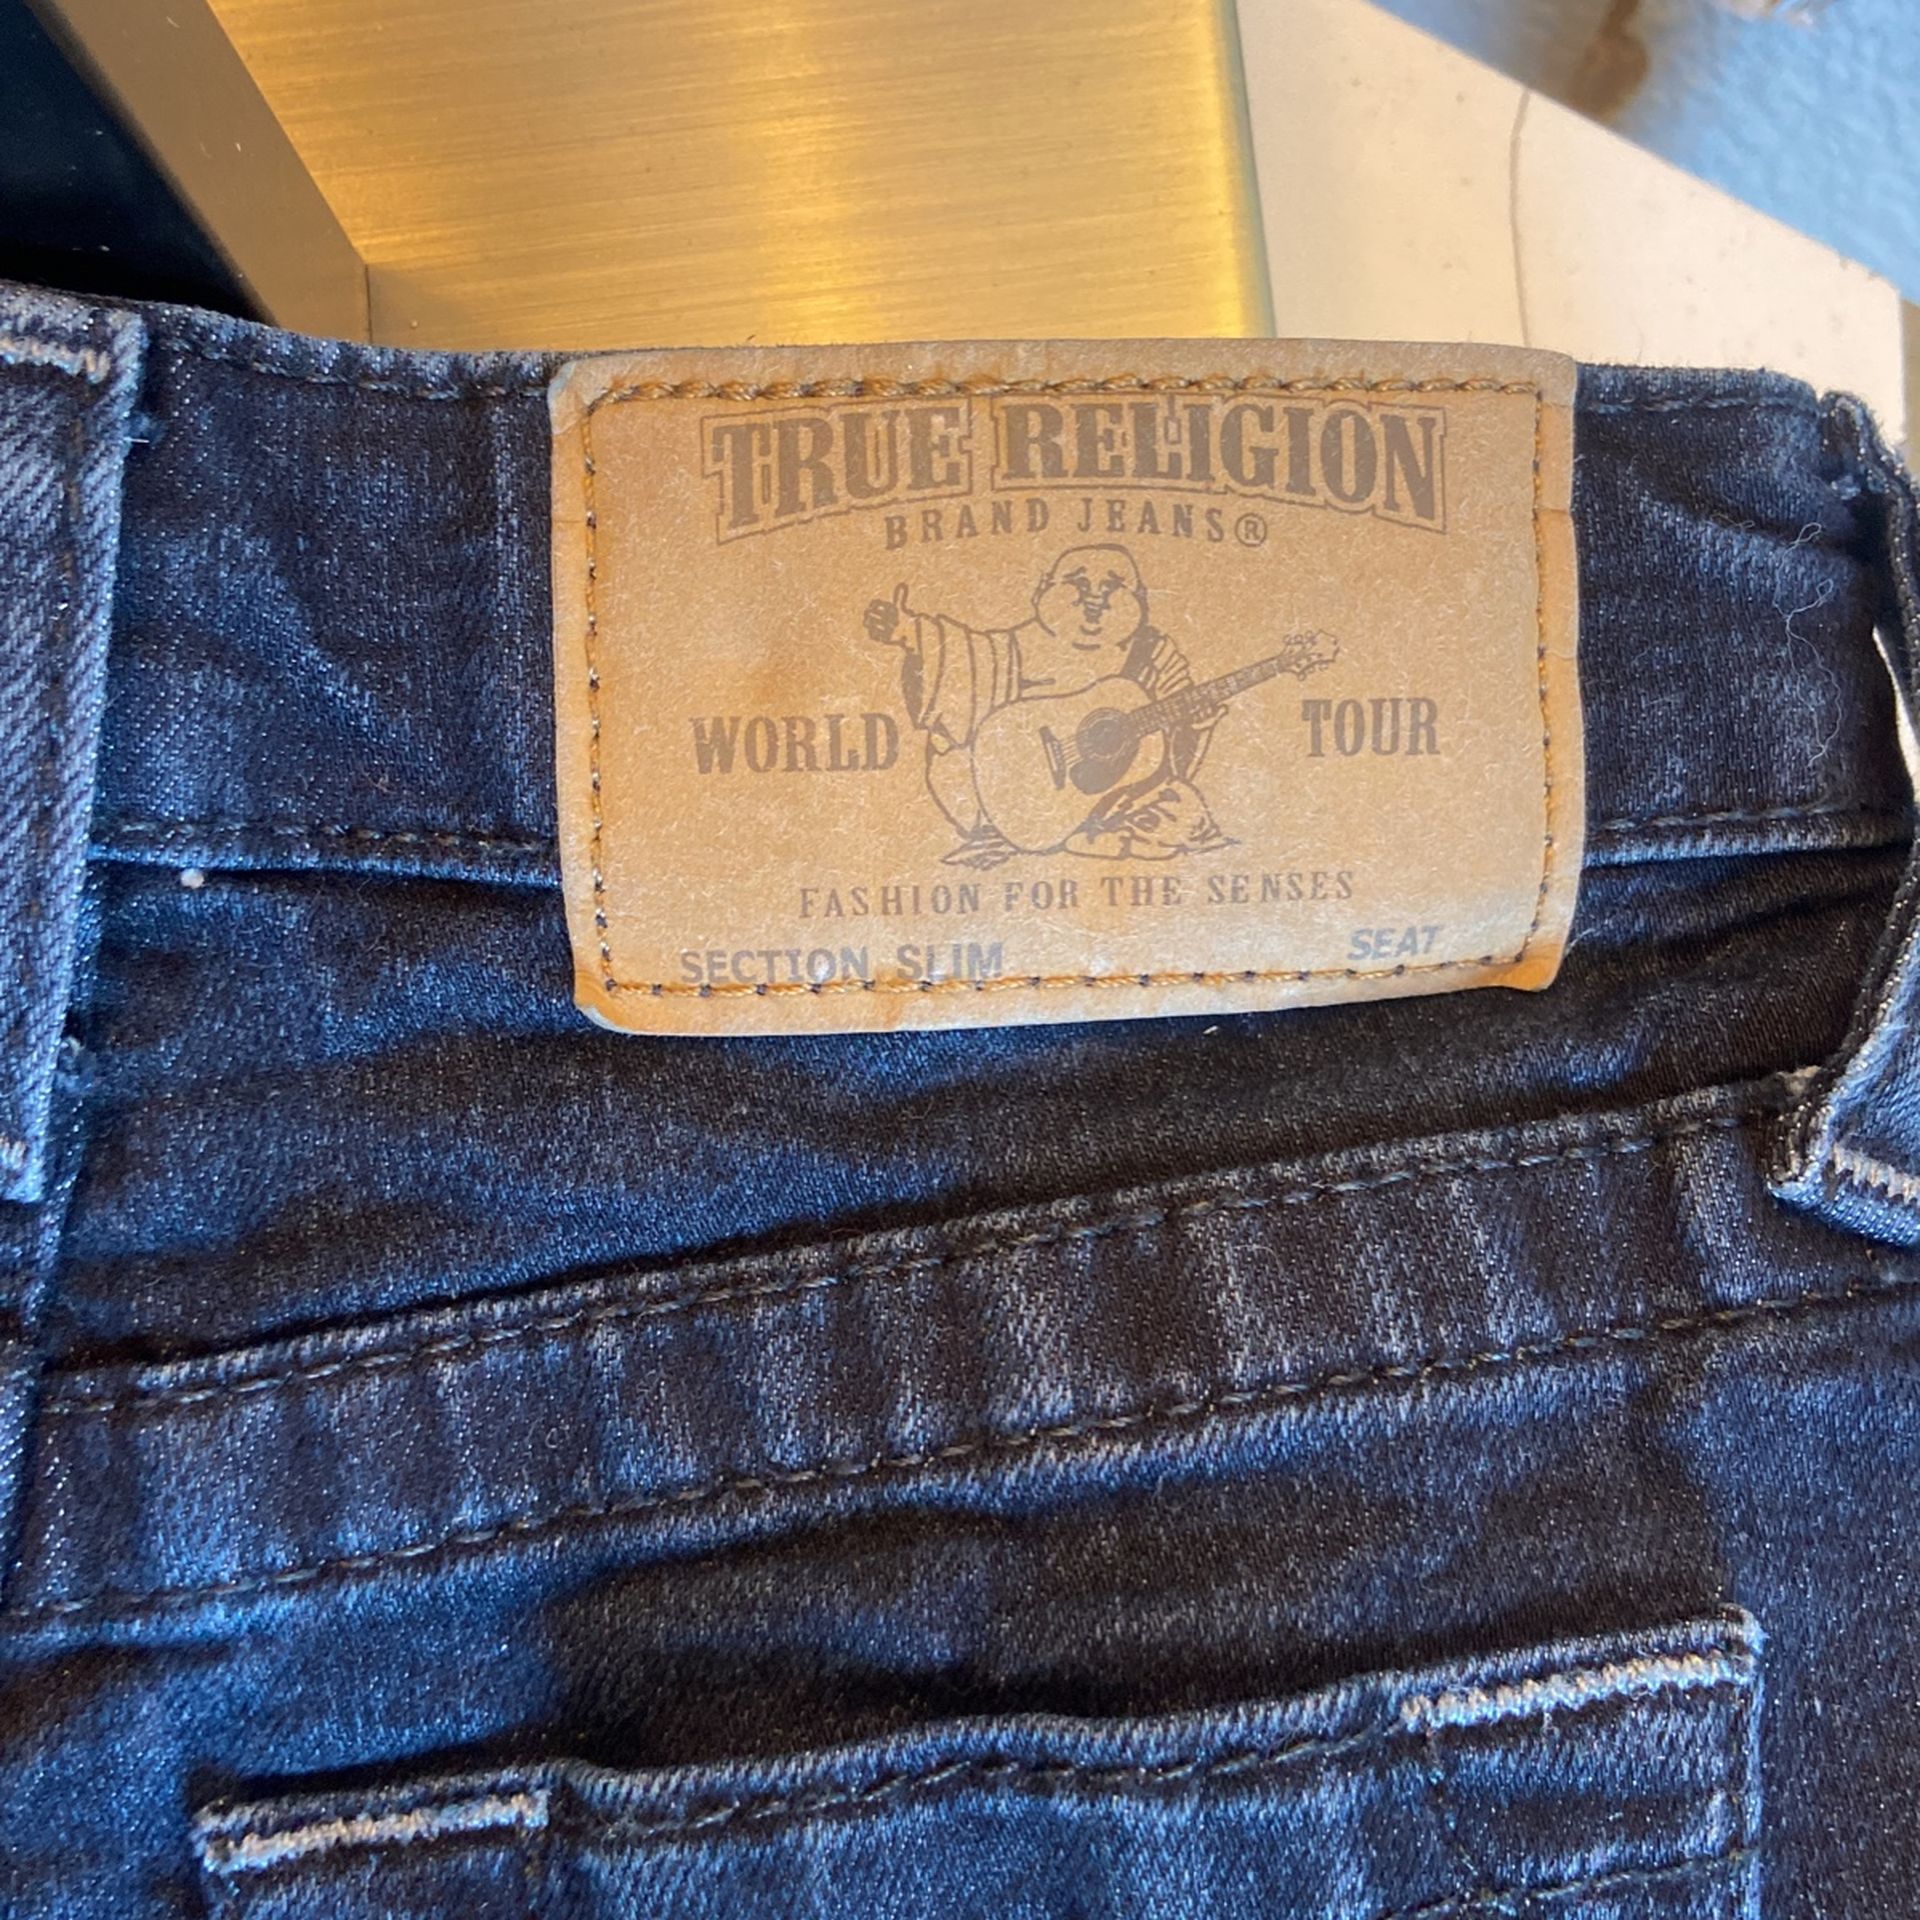 TRUE RELIGION
BRAND JEANS®
WORLD TOUR
FASHION FOR THE SENSES
SECTION SLIM SEAT